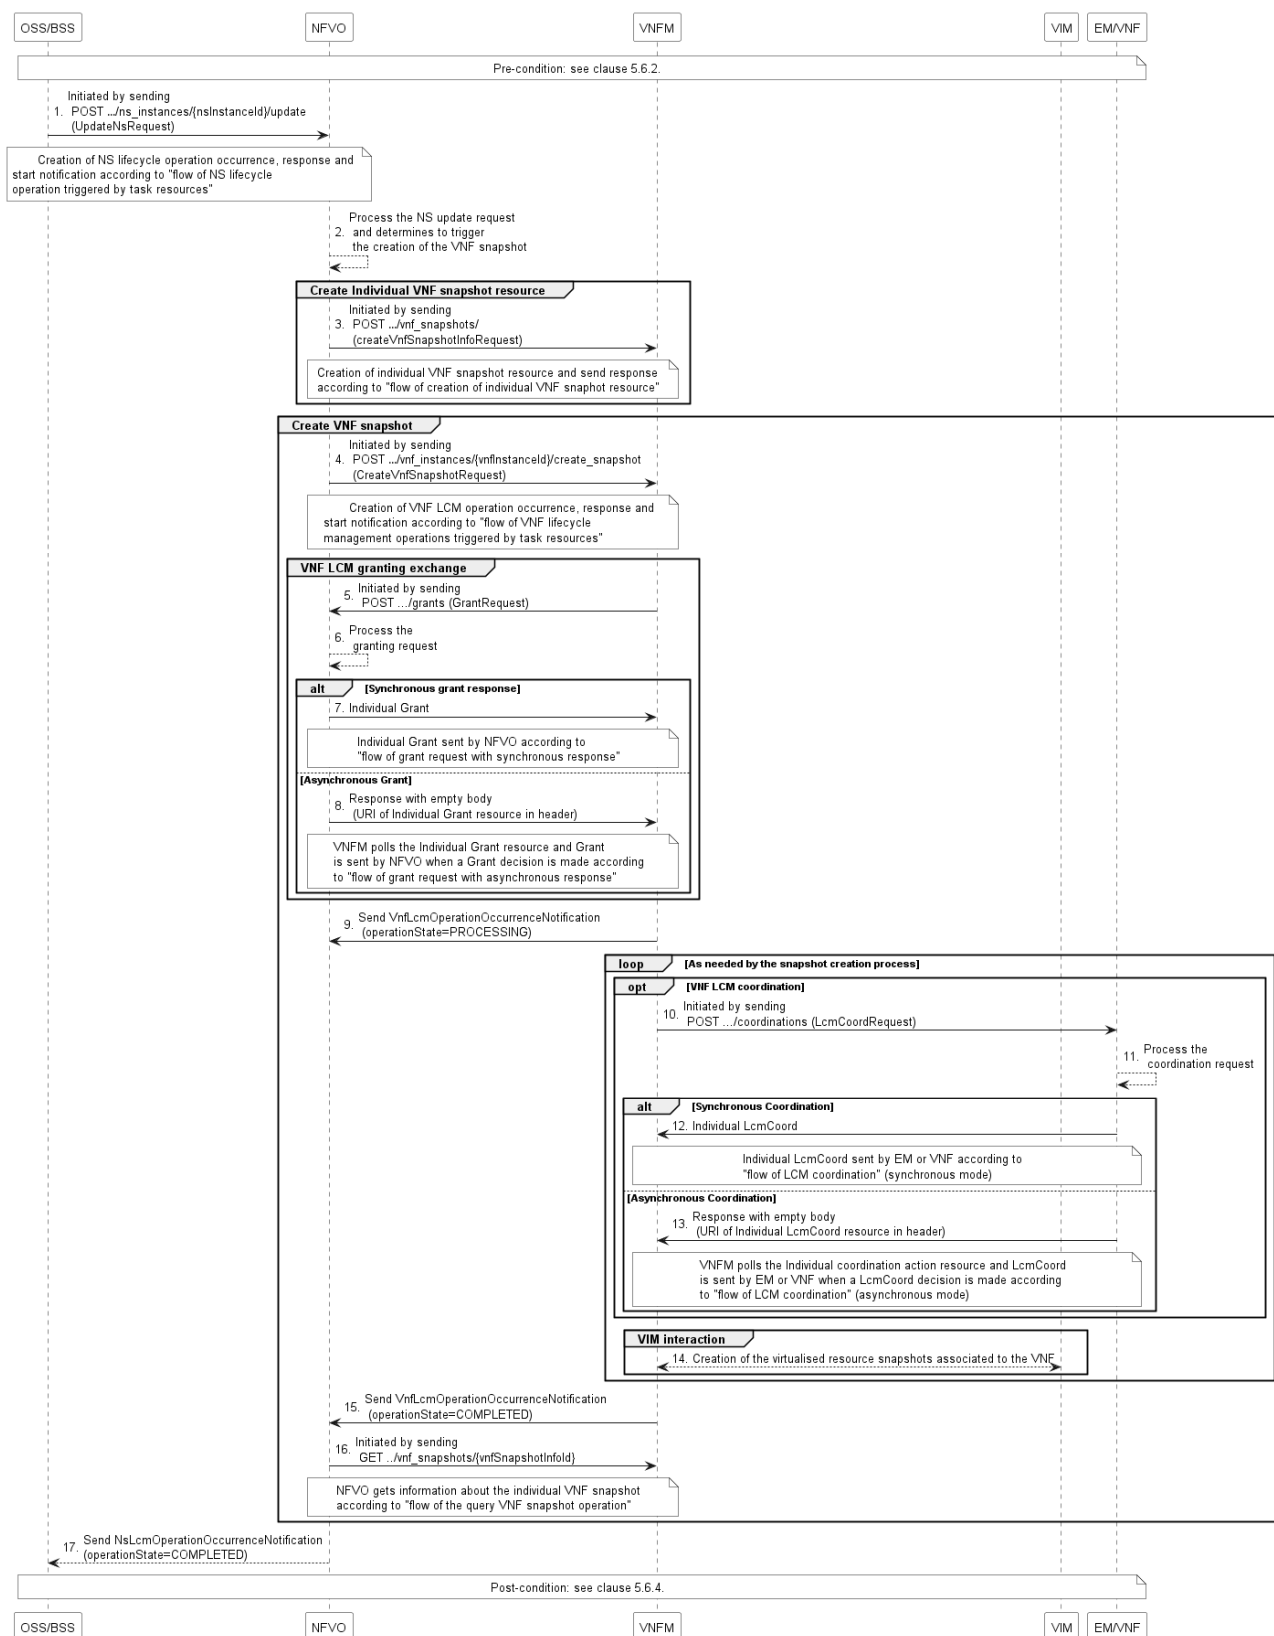 OSS/BSS NFVO VNFM VIM EM/VNF
Pre-condition: see clause 5.6.2.
Initiated by sending
1. POST .../ns_instances/{nsInstanceId}/update
(UpdateNsRequest)
Creation of NS lifecycle operation occurrence, response and
start notification according to "flow of NS lifecycle
operation triggered by task resources"
Process the NS update request
2. and determines to trigger
the creation of the VNF snapshot
Create Individual VNF snapshot resource
Initiated by sending
3. POST .../vnf_snapshots/
(createVnfSnapshotInfoRequest)
Creation of individual VNF snapshot resource and send response
according to "flow of creation of individual VNF snaphot resource"
Create VNF snapshot
Initiated by sending
4. POST .../vnf_instances/{vnfInstanceId}/create_snapshot
(CreateVnfSnapshotRequest)
Creation of VNF LCM operation occurrence, response and
start notification according to "flow of VNF lifecycle
management operations triggered by task resources"
VNF LCM granting exchange
5. Initiated by sending
POST .../grants (GrantRequest)
6. Process the
granting request
alt [Synchronous grant response]
7. Individual Grant
Individual Grant sent by NFVO according to
"flow of grant request with synchronous response"
[Asynchronous Grant]
8. Response with empty body
(URI of Individual Grant resource in header)
VNFM polls the Individual Grant resource and Grant
is sent by NFVO when a Grant decision is made according
to "flow of grant request with asynchronous response"
9. Send VnfLcmOperationOccurrenceNotification
(operationState=PROCESSING)
loop [As needed by the snapshot creation process]
opt [VNF LCM coordination]
10. Initiated by sending
POST .../coordinations (LcmCoordRequest)
11. Process the
coordination request
alt [Synchronous Coordination]
12. Individual LcmCoord
Individual LcmCoord sent by EM or VNF according to
"flow of LCM coordination" (synchronous mode)
[Asynchronous Coordination]
13. Response with empty body
(URI of Individual LcmCoord resource in header)
VNFM polls the Individual coordination action resource and LcmCoord
is sent by EM or VNF when a LcmCoord decision is made according
to "flow of LCM coordination" (asynchronous mode)
VIM interaction
14. Creation of the virtualised resource snapshots associated to the VNF
15. Send VnfLcmOperationOccurrenceNotification
(operationState=COMPLETED)
16. Initiated by sending
GET ../vnf_snapshots/{vnfSnapshotInfoId}
NFVO gets information about the individual VNF snapshot
according to "flow of the query VNF snapshot operation"
17. Send NsLcmOperationOccurrenceNotification
(operationState=COMPLETED)
Post-condition: see clause 5.6.4.
OSS/BSS NFVO VNFM VIM EM/VNF